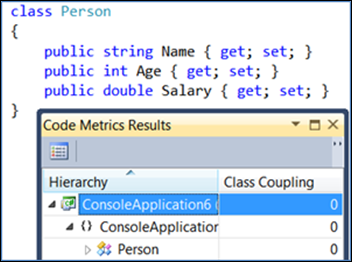 class Person
{
public string Name { get; set; }
public int Age { get; set; }
public double Salary { get; set; }
}
Code Metrics Results
Hierarchy Class Coupling
ConsoleApplication6 ( 0
{} ConsoleApplication 0
Person 0